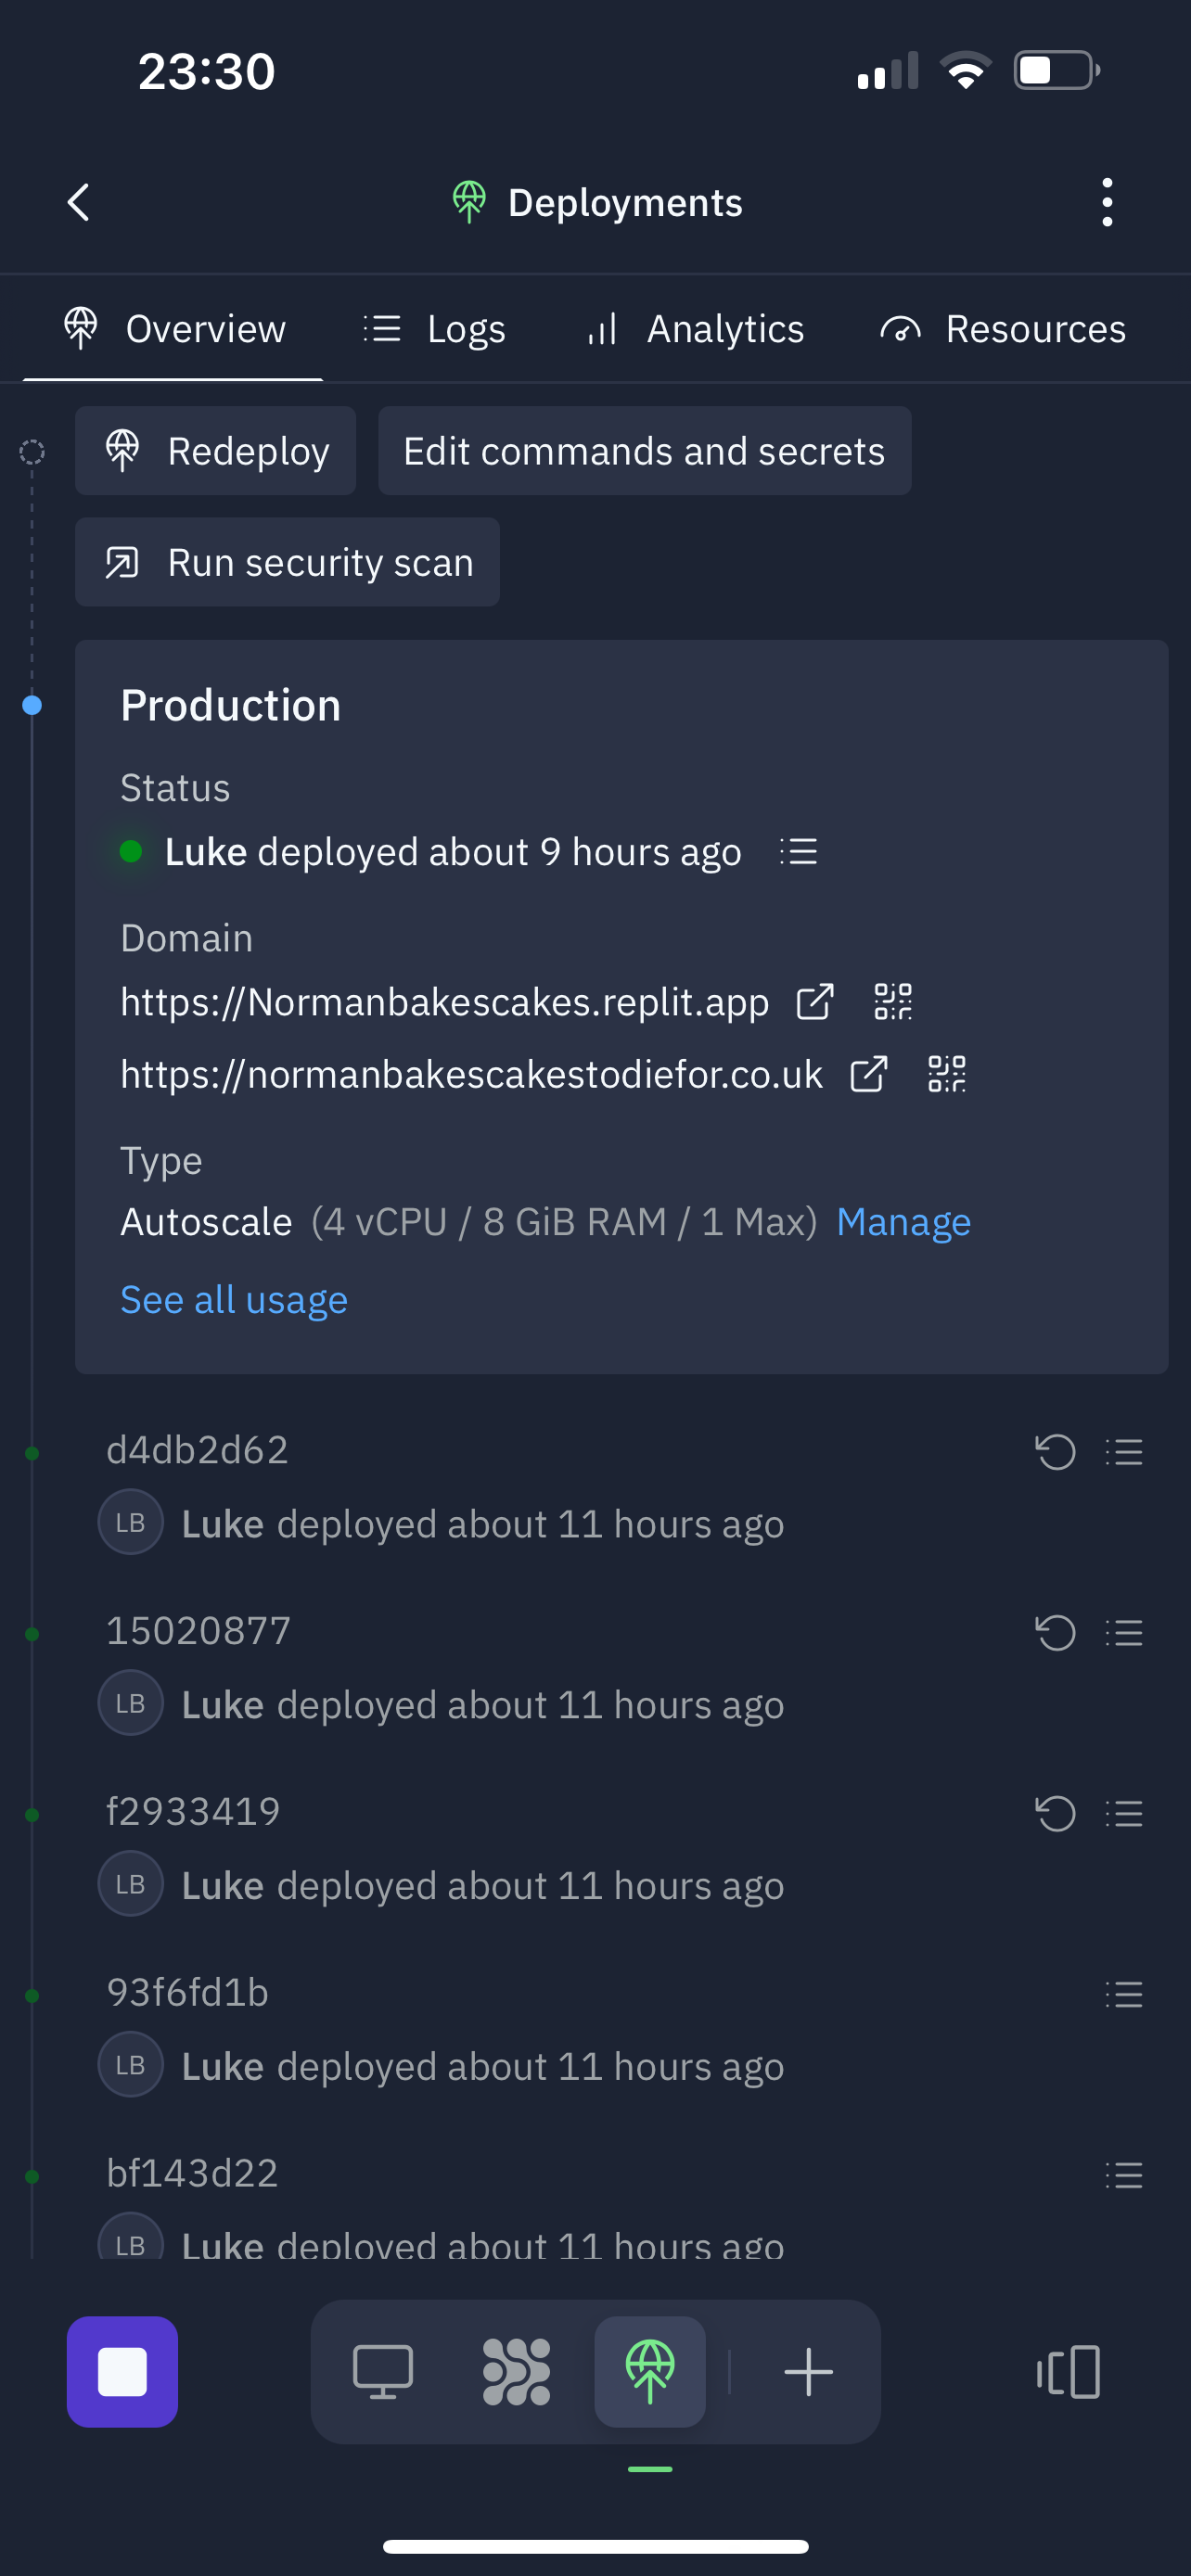 23:30
Deployments
Overview Logs Analytics Resources
Redeploy Edit commands and secrets
Run security scan
Production
Status
Luke deployed about 9 hours ago
Domain
https://Normanbakescakes.replit.app
https://normanbakescakestodiefor.co.uk
Type
Autoscale (4 vCPU / 8 GiB RAM / 1 Max) Manage
See all usage
d4db2d62
LB Luke deployed about 11 hours ago
15020877
LB Luke deployed about 11 hours ago
f2933419
LB Luke deployed about 11 hours ago
93f6fd1b
LB Luke deployed about 11 hours ago
bf143d22
LB Luke deployed about 11 hours ago